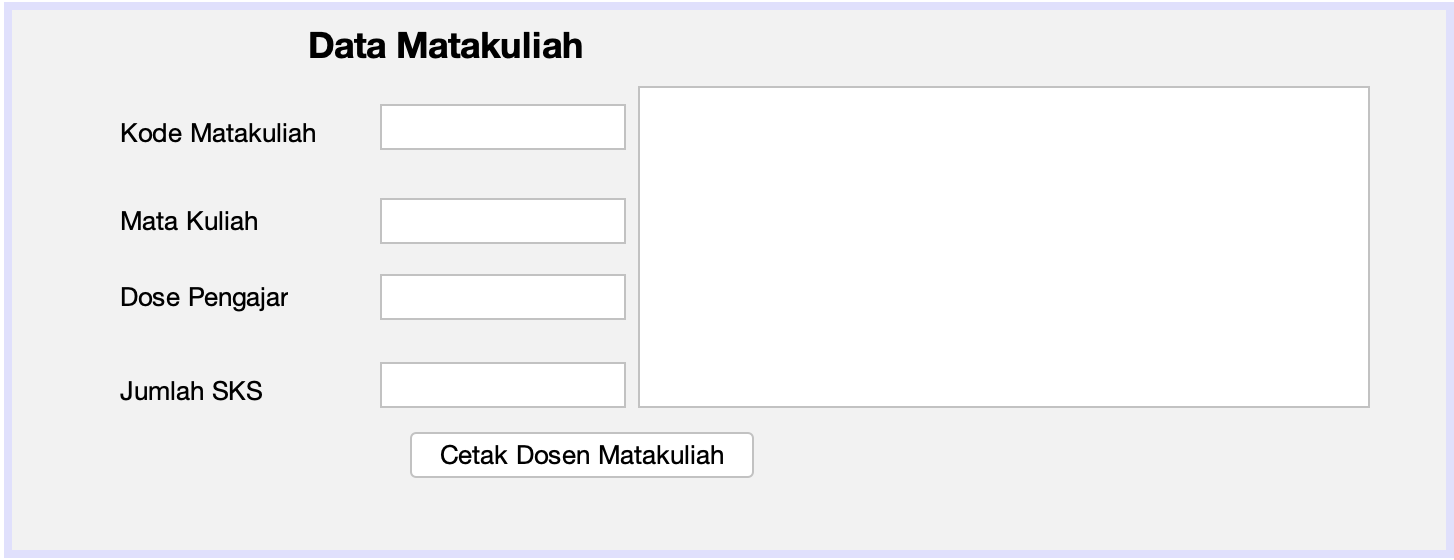 Data Matakuliah
Kode Matakuliah
Mata Kuliah
Dose Pengajar
Jumlah SKS
Cetak Dosen Matakuliah